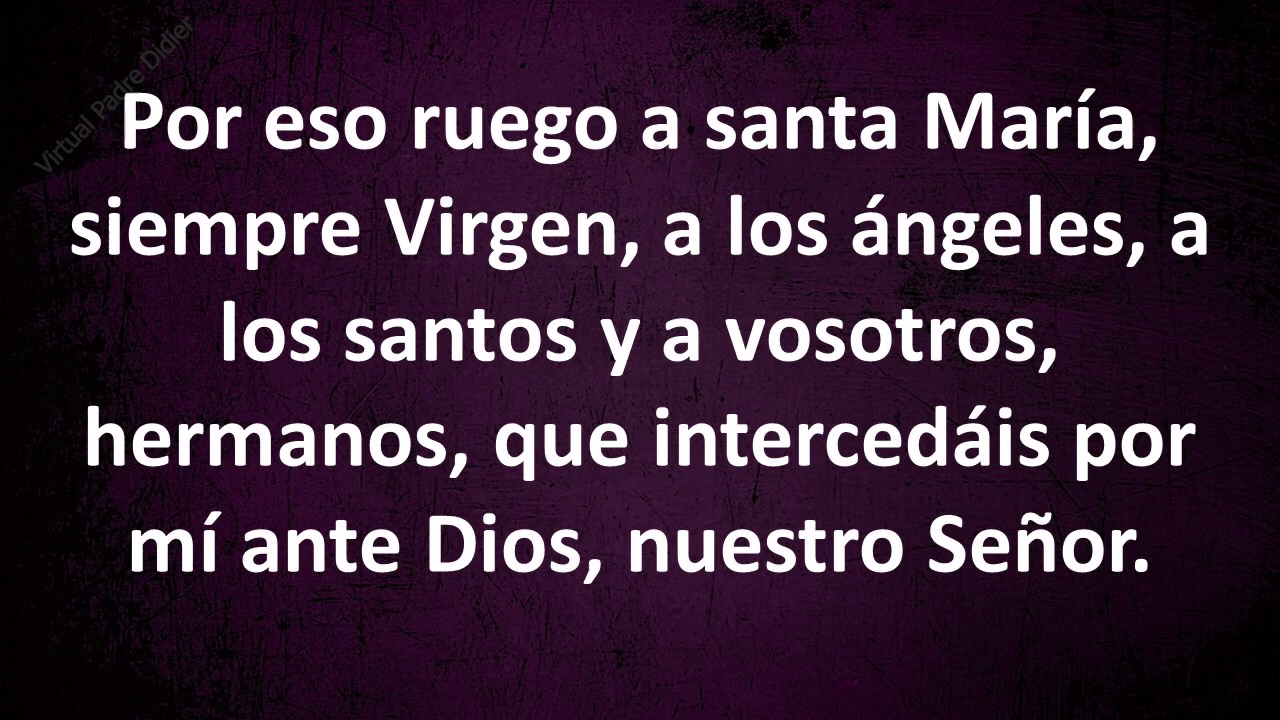 Virtual Padre Didier
Por eso ruego a santa María,
siempre Virgen, a los ángeles, a
los santos y a vosotros,
hermanos, que intercedáis por
mí ante Dios, nuestro Señor.